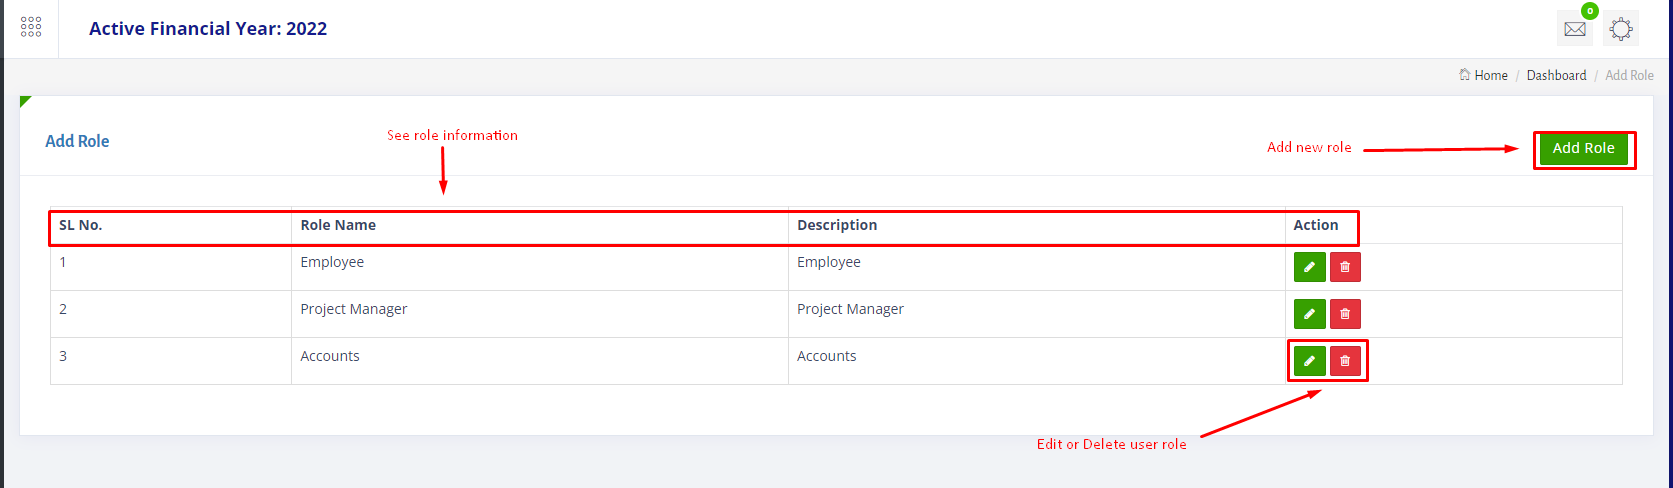 Active Financial Year: 2022
0
Home / Dashboard / Add Role
Add Role
See role information
Add new role
Add Role
SL No. Role Name Description Action
1 Employee Employee
2 Project Manager Project Manager
3 Accounts Accounts
Edit or Delete user role